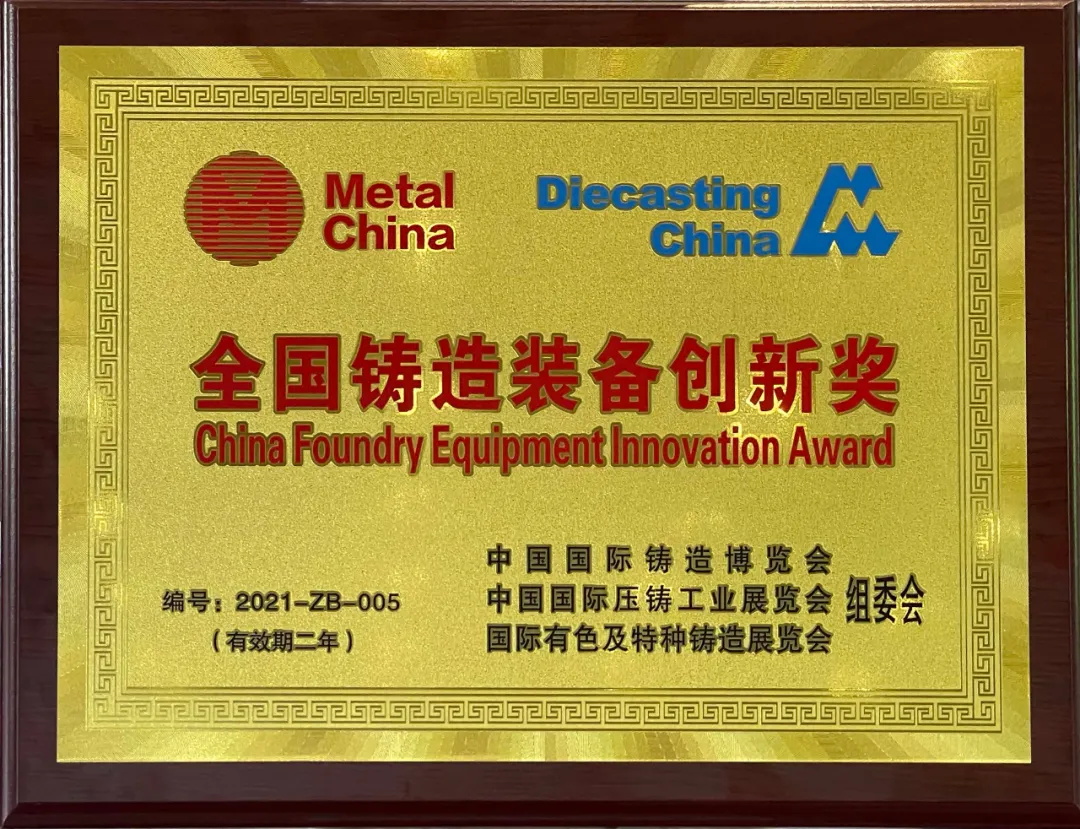 Metal
China
Diecasting
China
全国铸造装备创新奖
China Foundry Equipment Innovation Award
编号：2021-ZB-005
（有效期二年）
中国国际铸造博览会
中国国际压铸工业展览会
国际有色及特种铸造展览会
组委会